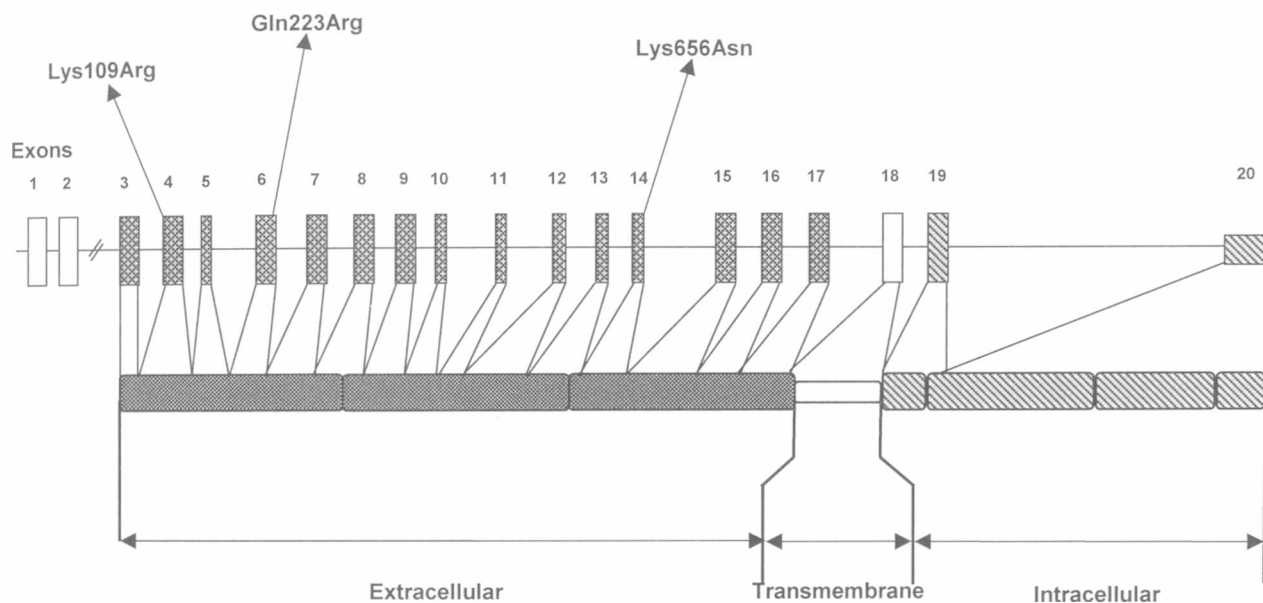 Gln223Arg
Lys109Arg
Lys656Asn
Exons
1 2 3 4 5 6 7 8 9 10 11 12 13 14 15 16 17 18 19 20
Extracellular Transmembrane Intracellular